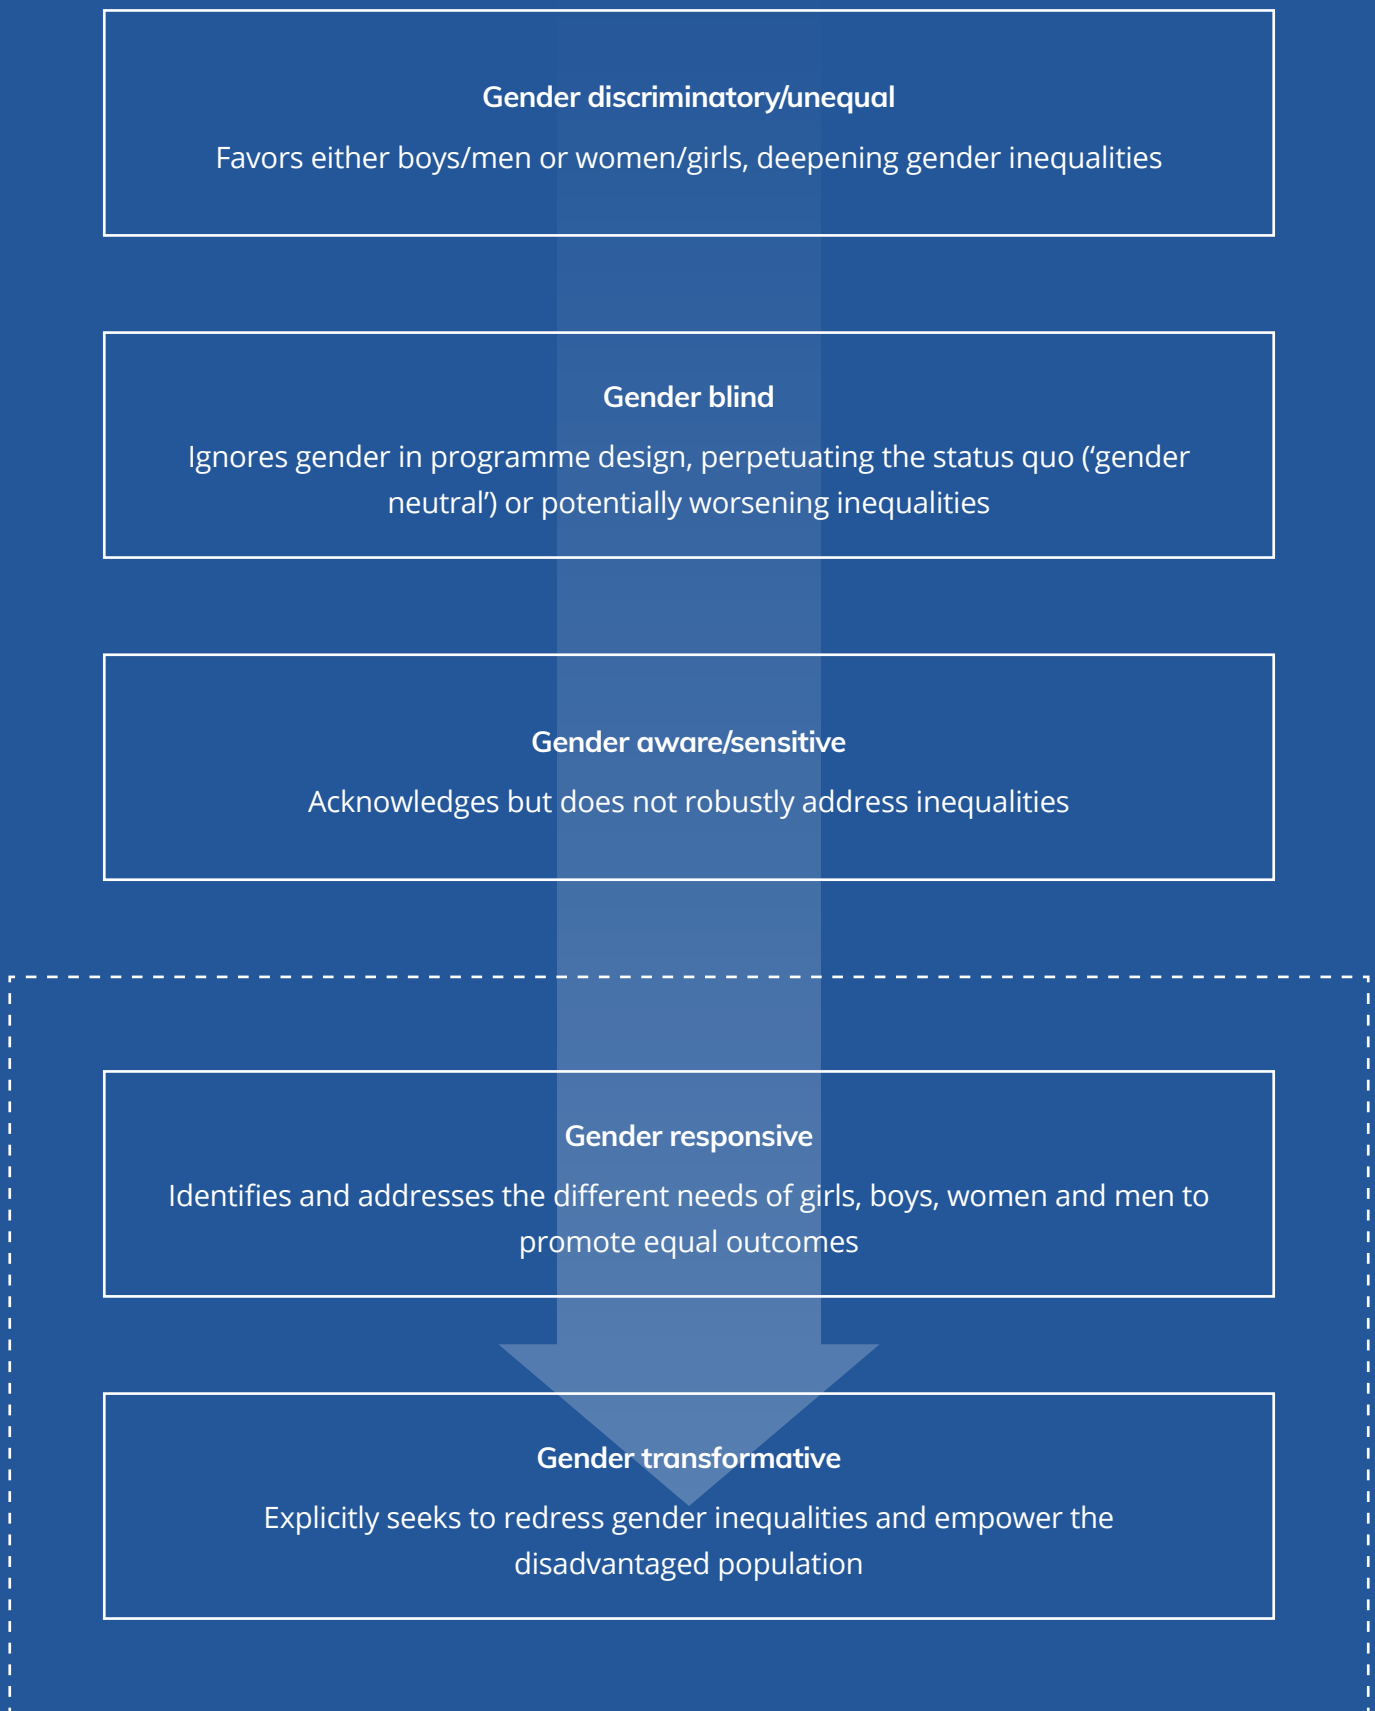 Gender discriminatory/unequal
Favors either boys/men or women/girls, deepening gender inequalities
Gender blind
Ignores gender in programme design, perpetuating the status quo (‘gender
neutral’) or potentially worsening inequalities
Gender aware/sensitive
Acknowledges but does not robustly address inequalities
Gender responsive
Identifies and addresses the different needs of girls, boys, women and men to
promote equal outcomes
Gender transformative
Explicitly seeks to redress gender inequalities and empower the
disadvantaged population